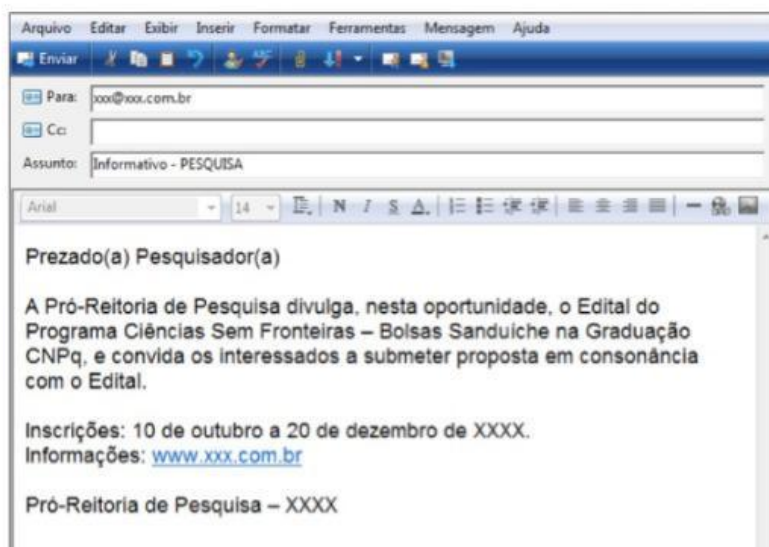 Arquivo Editar Exibir Inserir Formatar Ferramentas Mensagem Ajuda
Enviar
Para: xxx@xxx.com.br
Cc:
Assunto: Informativo - PESQUISA
Arial 14 N I S A
Prezado(a) Pesquisador(a)
A Pró-Reitoria de Pesquisa divulga, nesta oportunidade, o Edital do
Programa Ciências Sem Fronteiras – Bolsas Sanduiche na Graduação
CNPq, e convida os interessados a submeter proposta em consonância
com o Edital.
Inscrições: 10 de outubro a 20 de dezembro de XXXX.
Informações: www.xxx.com.br
Pró-Reitoria de Pesquisa – XXXX